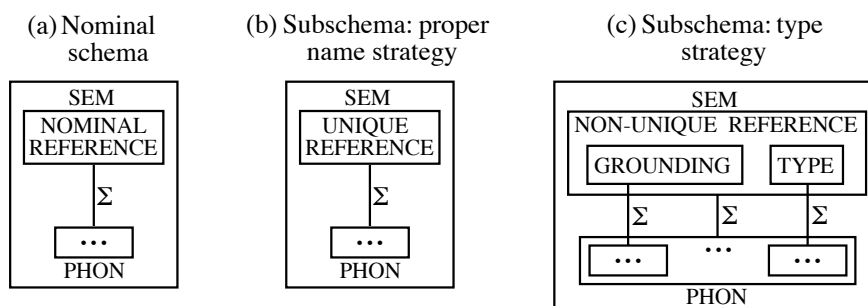 (a) Nominal
schema
SEM
NOMINAL
REFERENCE
Σ
...
PHON
(b) Subschema: proper
name strategy
SEM
UNIQUE
REFERENCE
Σ
...
PHON
(c) Subschema: type
strategy
SEM
NON-UNIQUE REFERENCE
GROUNDING TYPE
Σ Σ Σ
... ... ...
PHON